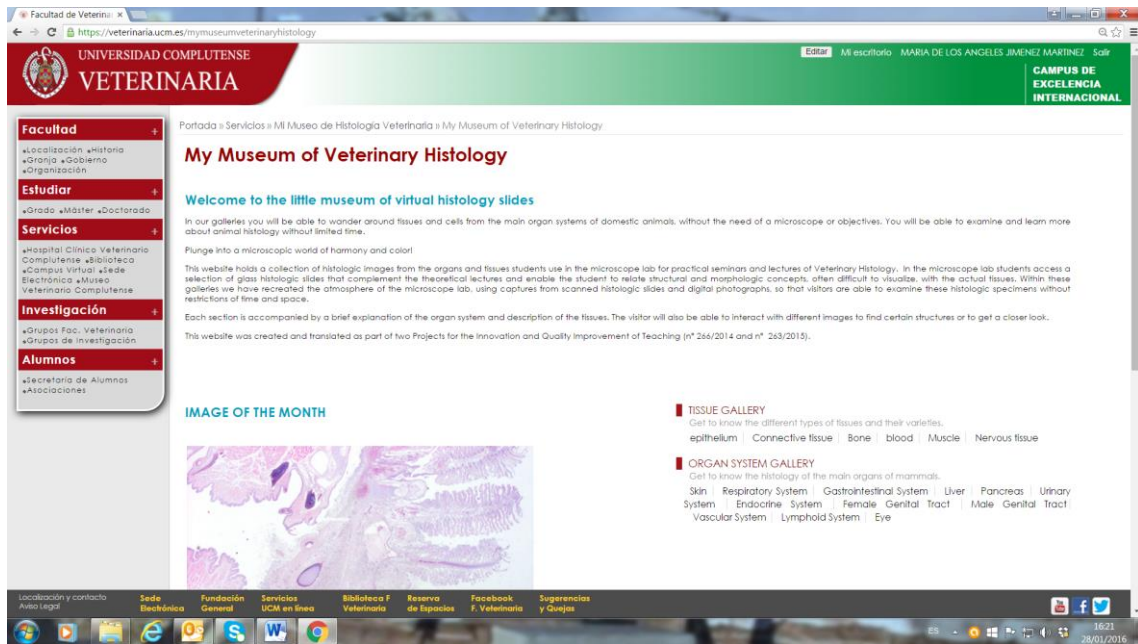 Facultad de Veterina
https://veterinaria.ucm.es/mymuseumveterinaryhistology
UNIVERSIDAD COMPLUTENSE
VETERINARIA
Editar Mi escritorio MARIA DE LOS ANGELES JIMENEZ MARTINEZ Salir
CAMPUS DE
EXCELENCIA
INTERNACIONAL
Facultad +
Localización Historia
Granja Gobierno
Organización
Estudiar +
Grado Máster Doctorado
Servicios +
Hospital Clínico Veterinario
Complutense Biblioteca
Campus Virtual Sede
Electrónica Museo
Veterinario Complutense
Investigación +
Grupos Fac. Veterinaria
Grupos de Investigación
Alumnos +
Secretaría de Alumnos
Asociaciones
Portada » Servicios » Mi Museo de Histología Veterinaria » My Museum of Veterinary Histology
My Museum of Veterinary Histology
Welcome to the little museum of virtual histology slides
In our galleries you will be able to wander around tissues and cells from the main organ systems of domestic animals, without the need of a microscope or objectives. You will be able to examine and learn more
about animal histology without limited time.
Plunge into a microscopic world of harmony and color!
This website holds a collection of histologic images from the organs and tissues students use in the microscope lab for practical seminars and lectures of Veterinary Histology. In the microscope lab students access a
selection of glass histologic slides that complement the theoretical lectures and enable the student to relate structural and morphologic concepts, often difficult to visualize, with the actual tissues. Within these
galleries we have recreated the atmosphere of the microscope lab, using captures from scanned histologic slides and digital photographs, so that visitors are able to examine these histologic specimens without
restrictions of time and space.
Each section is accompanied by a brief explanation of the organ system and description of the tissues. The visitor will also be able to interact with different images to find certain structures or to get a closer look.
This website was created and translated as part of two Projects for the Innovation and Quality Improvement of Teaching (nº 266/2014 and nº 263/2015).
IMAGE OF THE MONTH
TISSUE GALLERY
Get to know the different types of tissues and their varieties.
epithelium | Connective tissue | Bone | blood | Muscle | Nervous tissue
ORGAN SYSTEM GALLERY
Get to know the histology of the main organs of mammals.
Skin | Respiratory System | Gastrointestinal System | Liver | Pancreas | Urinary
System | Endocrine System | Female Genital Tract | Male Genital Tract
Vascular System | Lymphoid System | Eye
Localización y contacto
Aviso Legal
Sede
Electrónica
Fundación
General
Servicios
UCM en línea
Biblioteca F
Veterinaria
Reserva
de Espacios
Facebook
F. Veterinaria
Sugerencias
y Quejas
ES
16:21
28/01/2016